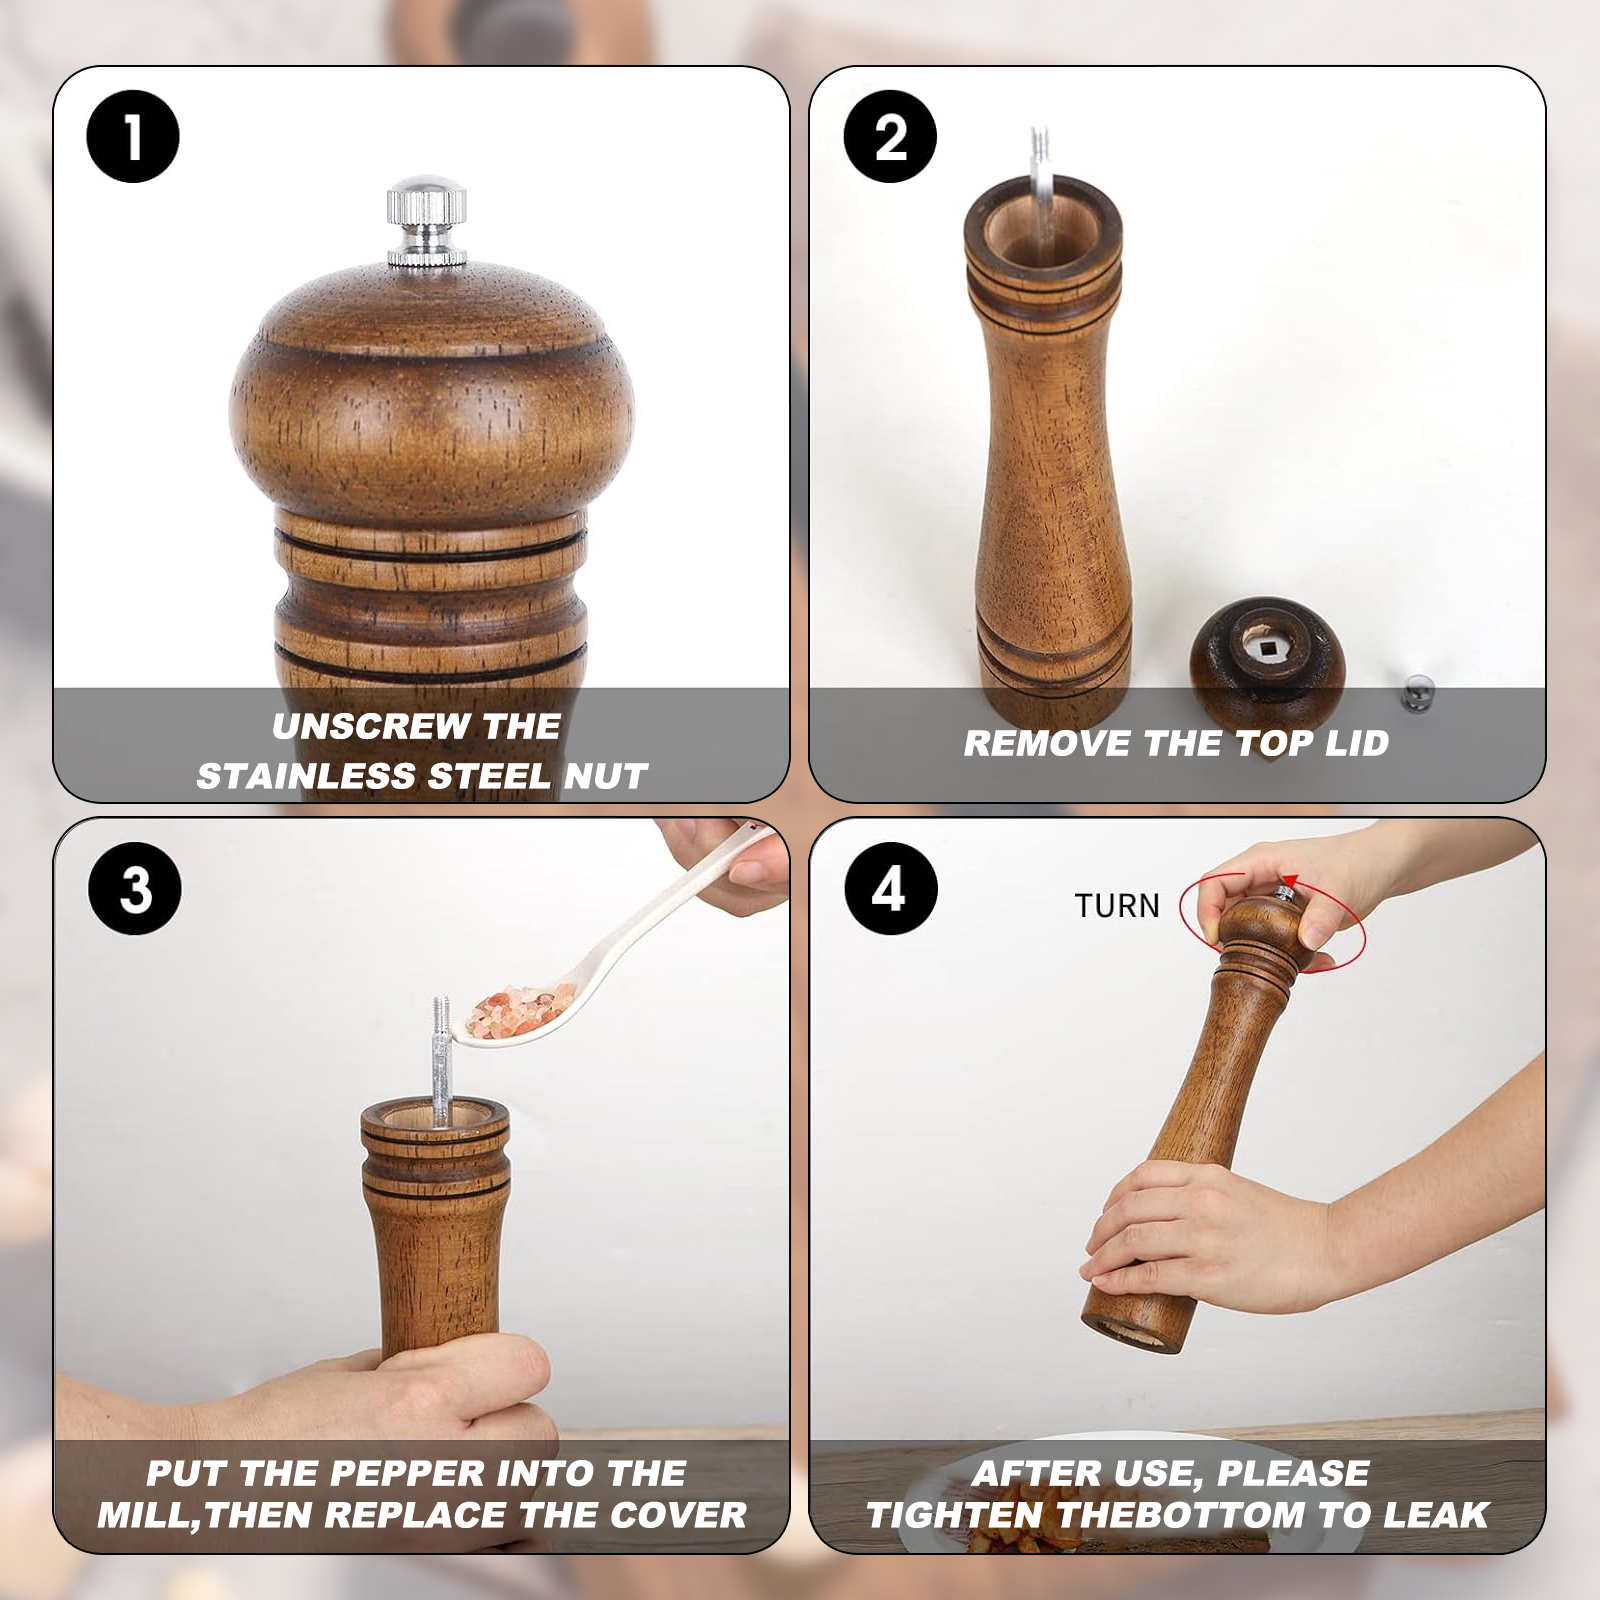 1
UNSCREW THE
STAINLESS STEEL NUT
2
REMOVE THE TOP LID
3
PUT THE PEPPER INTO THE
MILL,THEN REPLACE THE COVER
4
TURN
AFTER USE, PLEASE
TIGHTEN THEBOTTOM TO LEAK